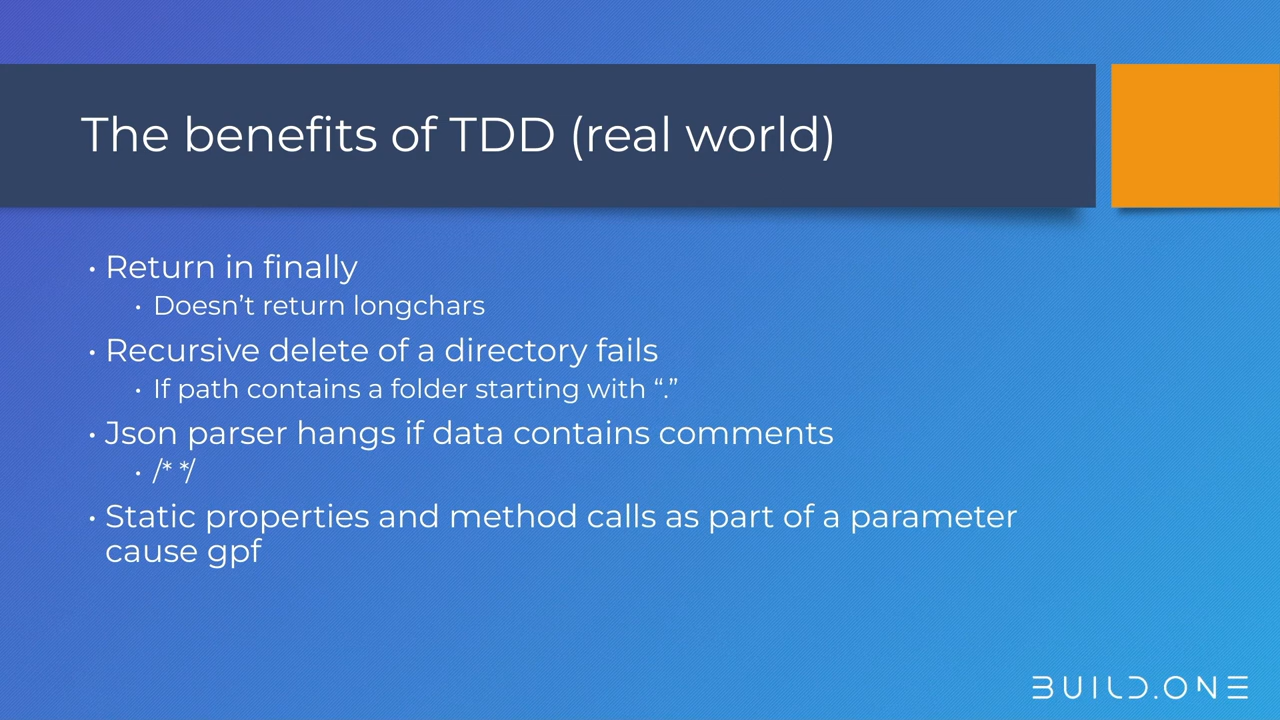 The benefits of TDD (real world)
• Return in finally
• Doesn’t return longchars
• Recursive delete of a directory fails
• If path contains a folder starting with “.”
• Json parser hangs if data contains comments
• /* */
• Static properties and method calls as part of a parameter
cause gpf
BUILD.ONE